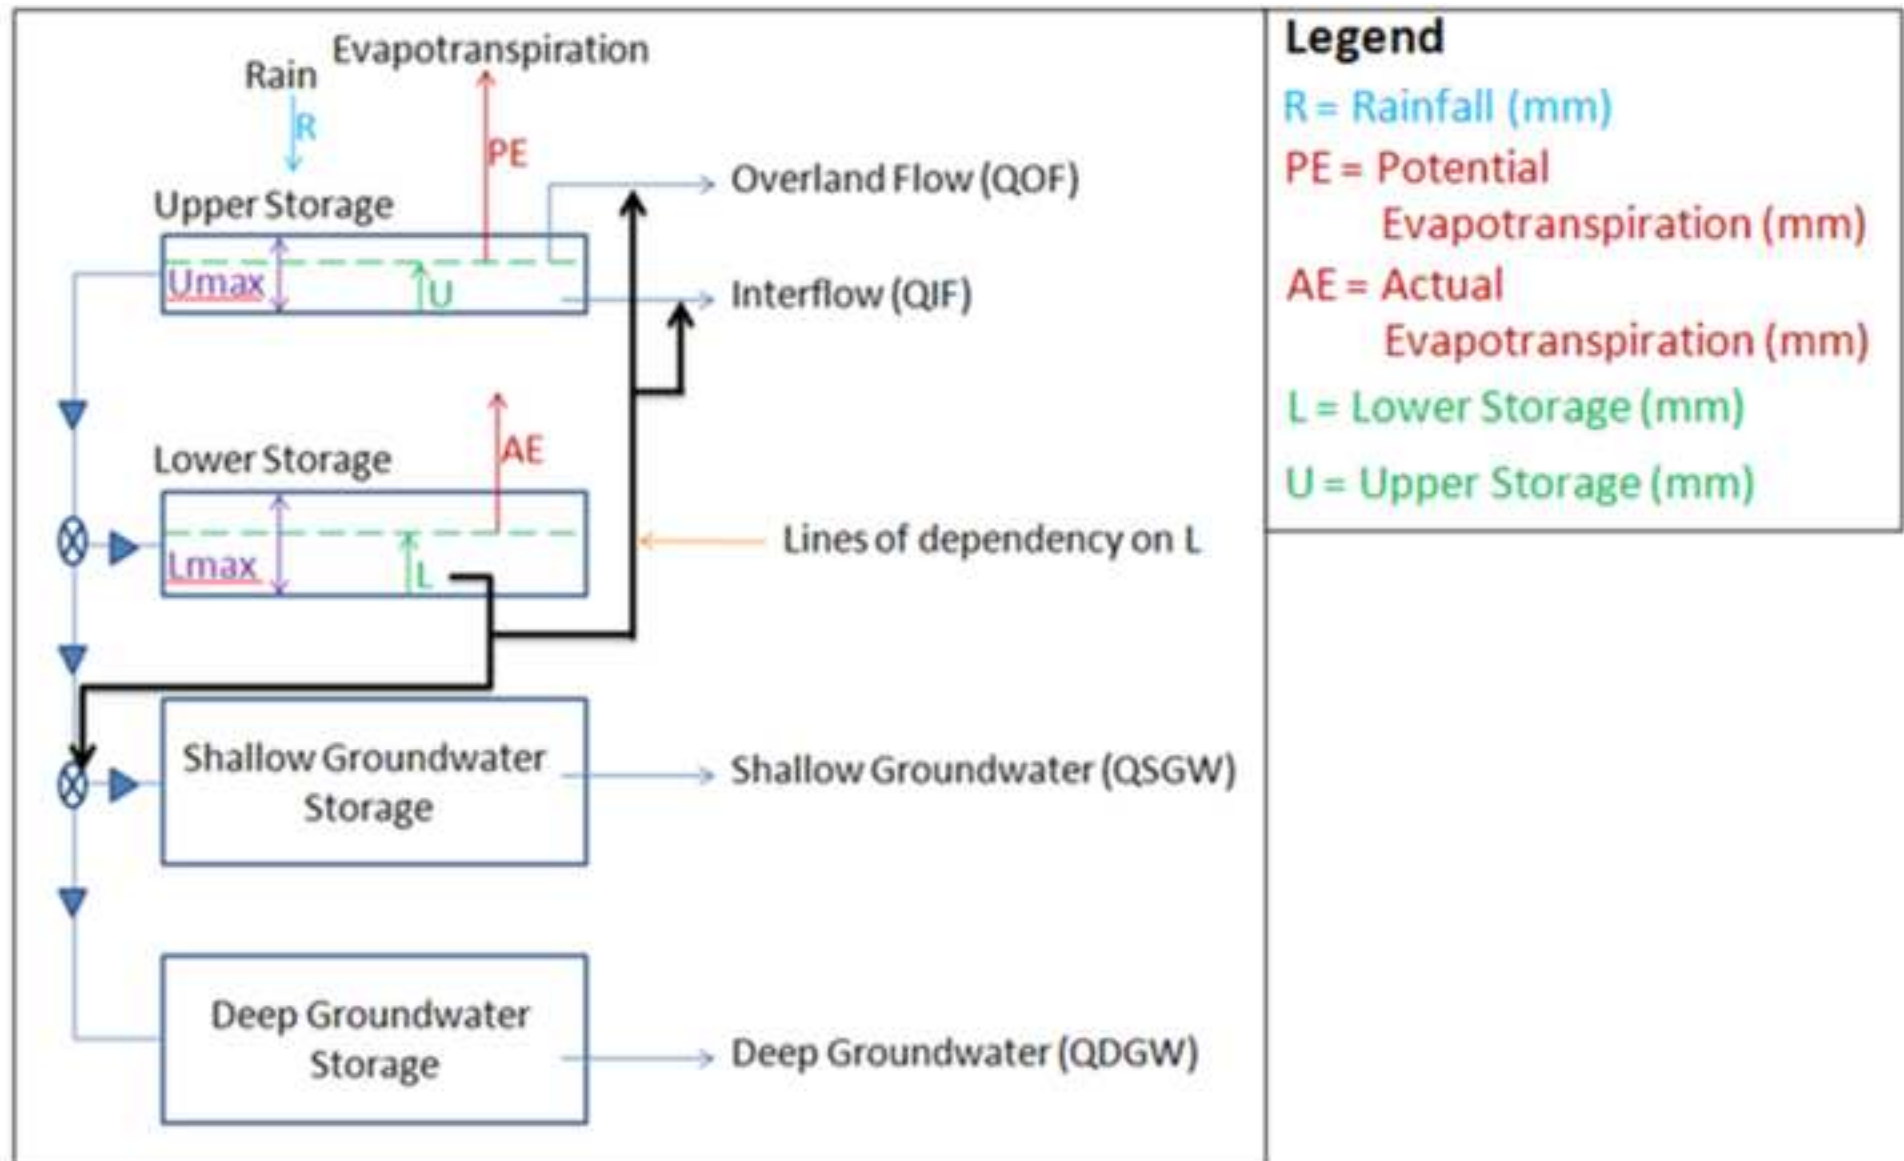 Evapotranspiration
Rain
R
PE
Overland Flow (QOF)
Upper Storage
Umax
U
Interflow (QIF)
AE
Lower Storage
Lines of dependency on L
Lmax
L
Shallow Groundwater
Storage
Shallow Groundwater (QSGW)
Deep Groundwater
Storage
Deep Groundwater (QDGW)
Legend
R = Rainfall (mm)
PE = Potential
Evapotranspiration (mm)
AE = Actual
Evapotranspiration (mm)
L = Lower Storage (mm)
U = Upper Storage (mm)